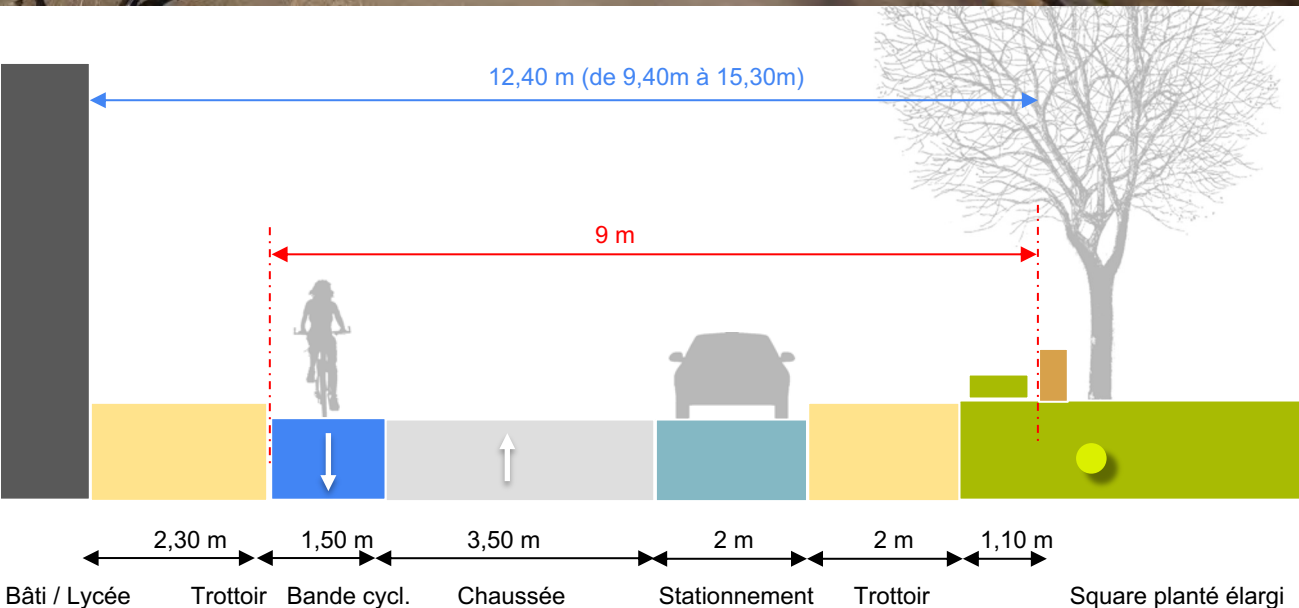 12,40 m (de 9,40m à 15,30m)
9 m
2,30 m 1,50 m 3,50 m 2 m 2 m 1,10 m
Bâti / Lycée Trottoir Bande cycl. Chaussée Stationnement Trottoir Square planté élargi